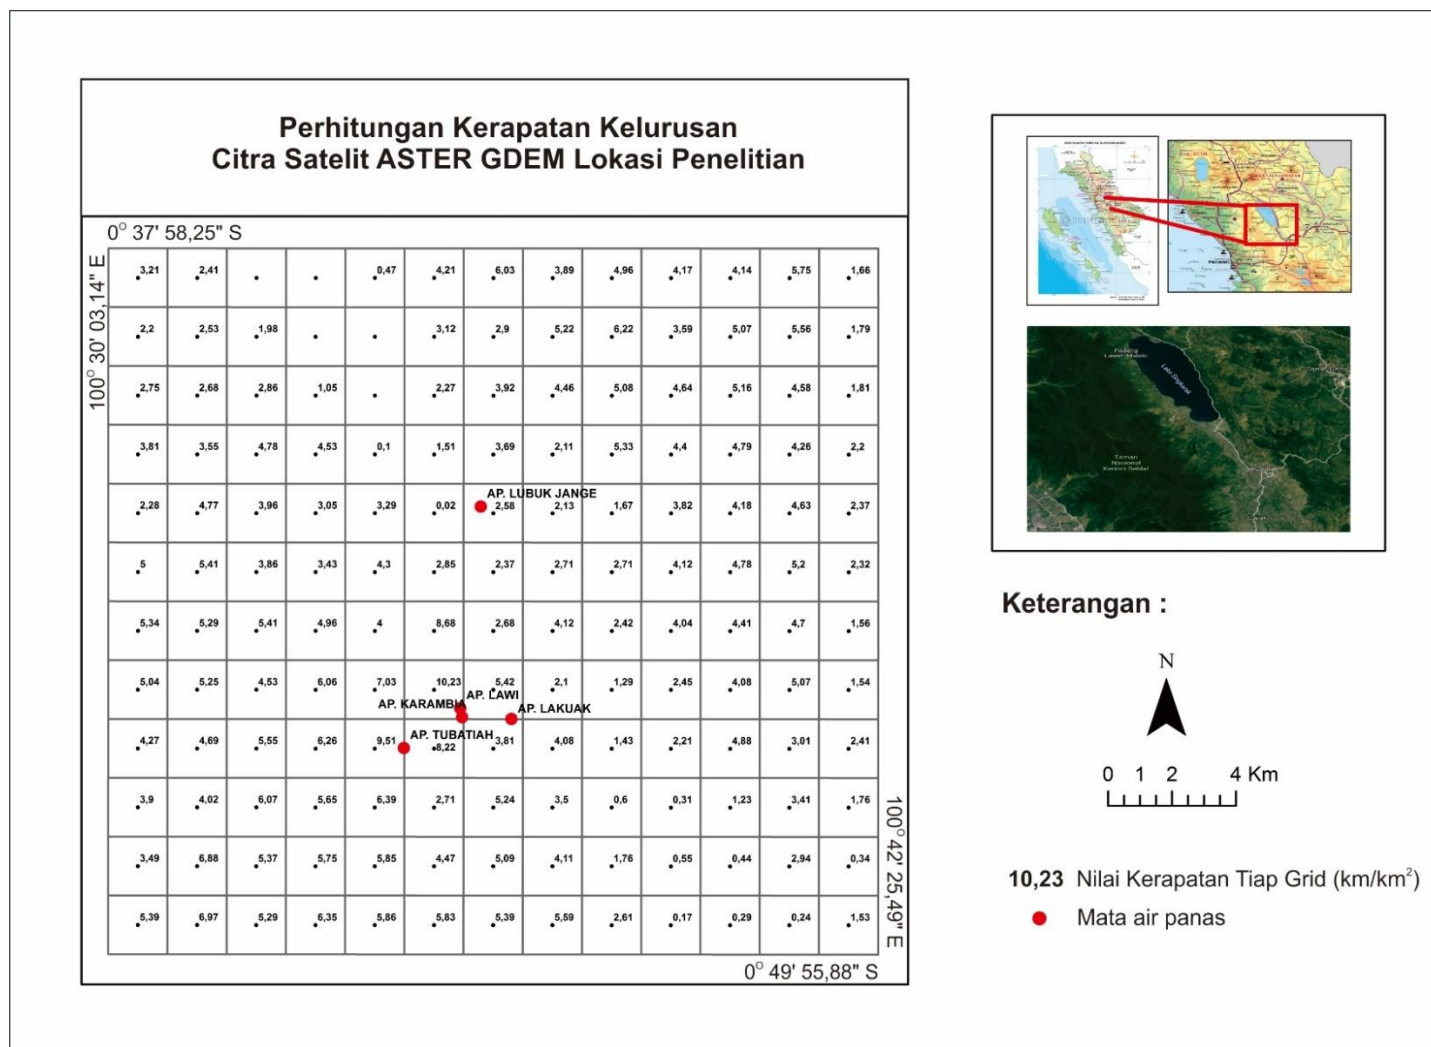 Perhitungan Kerapatan Kelurusan
Citra Satelit ASTER GDEM Lokasi Penelitian
0° 37' 58,25" S
100° 30' 03,14" E
3,21 2,41 0,47 4,21 6,03 3,89 4,96 4,17 4,14 5,75 1,66
2,2 2,53 1,98 3,12 2,9 5,22 6,22 3,59 5,07 5,56 1,79
2,75 2,68 2,86 1,05 2,27 3,92 4,46 5,08 4,64 5,16 4,58 1,81
3,81 3,55 4,78 4,53 0,1 1,51 3,69 2,11 5,33 4,4 4,79 4,26 2,2
AP. LUBUK JANGE
2,28 4,77 3,96 3,05 3,29 0,02 2,58 2,13 1,67 3,82 4,18 4,63 2,37
5 5,41 3,86 3,43 4,3 2,85 2,37 2,71 2,71 4,12 4,78 5,2 2,32
5,34 5,29 5,41 4,96 4 8,68 2,68 4,12 2,42 4,04 4,41 4,7 1,56
5,04 5,25 4,53 6,06 7,03 10,23 5,42 2,1 1,29 2,45 4,08 5,07 1,54
AP. LAWI
AP. KARAMBIA AP. LAKUAK
AP. TUBATIAH
4,27 4,69 5,55 6,26 9,51 8,22 3,81 4,08 1,43 2,21 4,88 3,01 2,41
3,9 4,02 6,07 5,65 6,39 2,71 5,24 3,5 0,6 0,31 1,23 3,41 1,76
3,49 6,88 5,37 5,75 5,85 4,47 5,09 4,11 1,76 0,55 0,44 2,94 0,34
5,39 6,97 5,29 6,35 5,86 5,83 5,39 5,59 2,61 0,17 0,29 0,24 1,53
100° 42' 25,49" E
0° 49' 55,88" S
Lake Singkarak
Taman
Nasional
Keterangan :
N
0 1 2 4 Km
10,23 Nilai Kerapatan Tiap Grid (km/km²)
Mata air panas